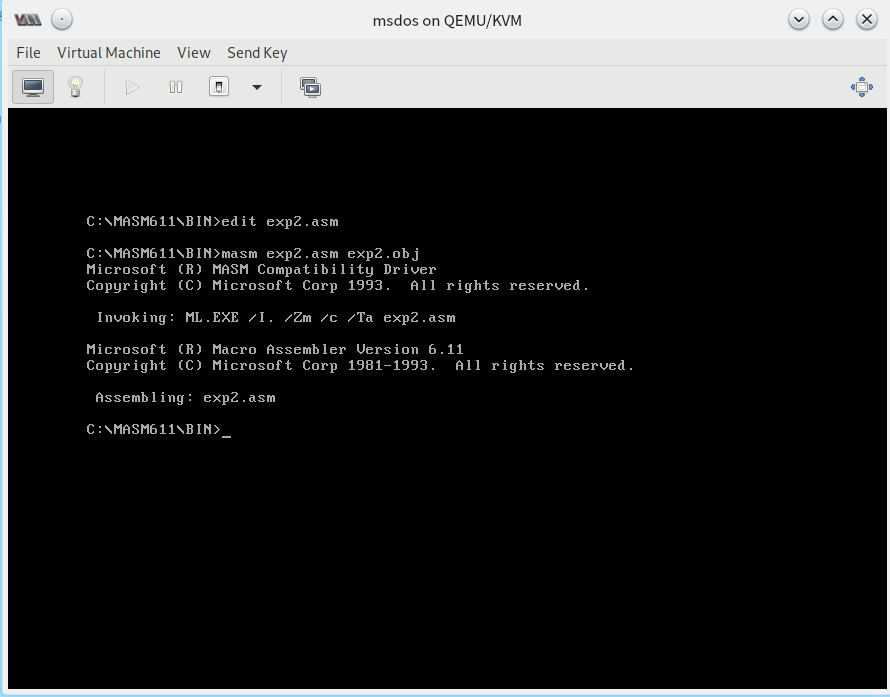 msdos on QEMU/KVM
File Virtual Machine View Send Key
C:\MASM611\BIN>edit exp2.asm
C:\MASM611\BIN>masm exp2.asm exp2.obj
Microsoft (R) MASM Compatibility Driver
Copyright (C) Microsoft Corp 1993.  All rights reserved.
Invoking: ML.EXE /I. /Zm /c /Ta exp2.asm
Microsoft (R) Macro Assembler Version 6.11
Copyright (C) Microsoft Corp 1981-1993.  All rights reserved.
Assembling: exp2.asm
C:\MASM611\BIN>_